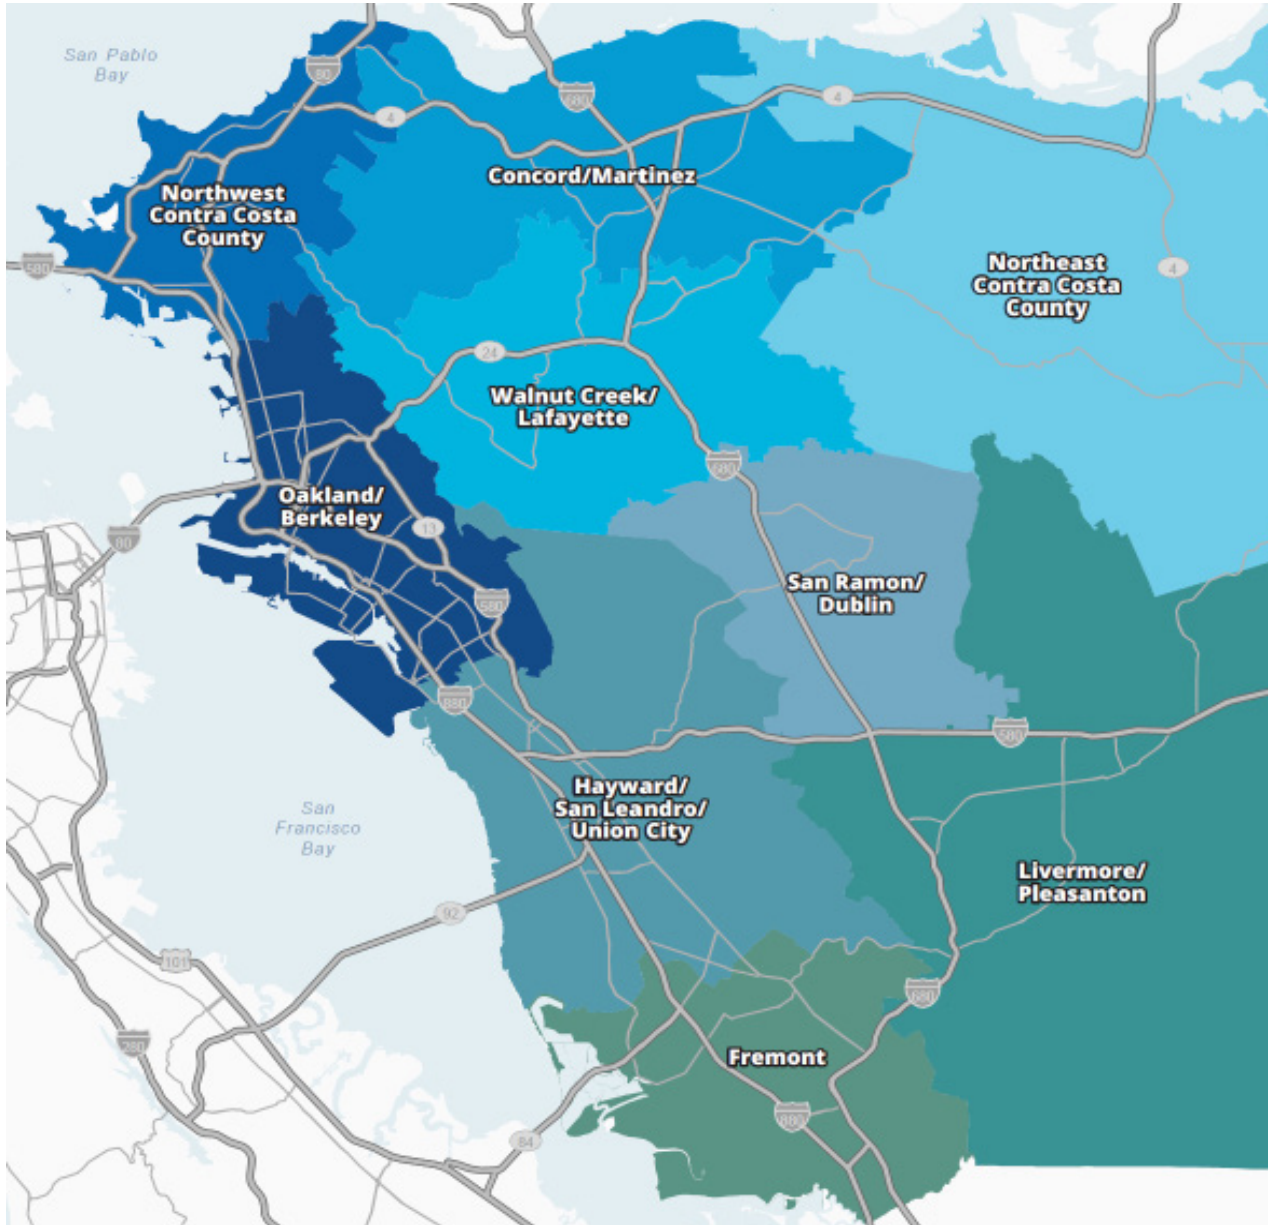 San Pablo
Bay
80
680
4
4
Concord/Martinez
Northwest
Contra Costa
County
580
Northeast
Contra Costa
County
4
24
Walnut Creek/
Lafayette
680
Oakland/
Berkeley
13
80
San Ramon/
Dublin
580
880
580
Hayward/
San Leandro/
Union City
San
Francisco
Bay
Livermore/
Pleasanton
92
101
680
280
Fremont
880
84